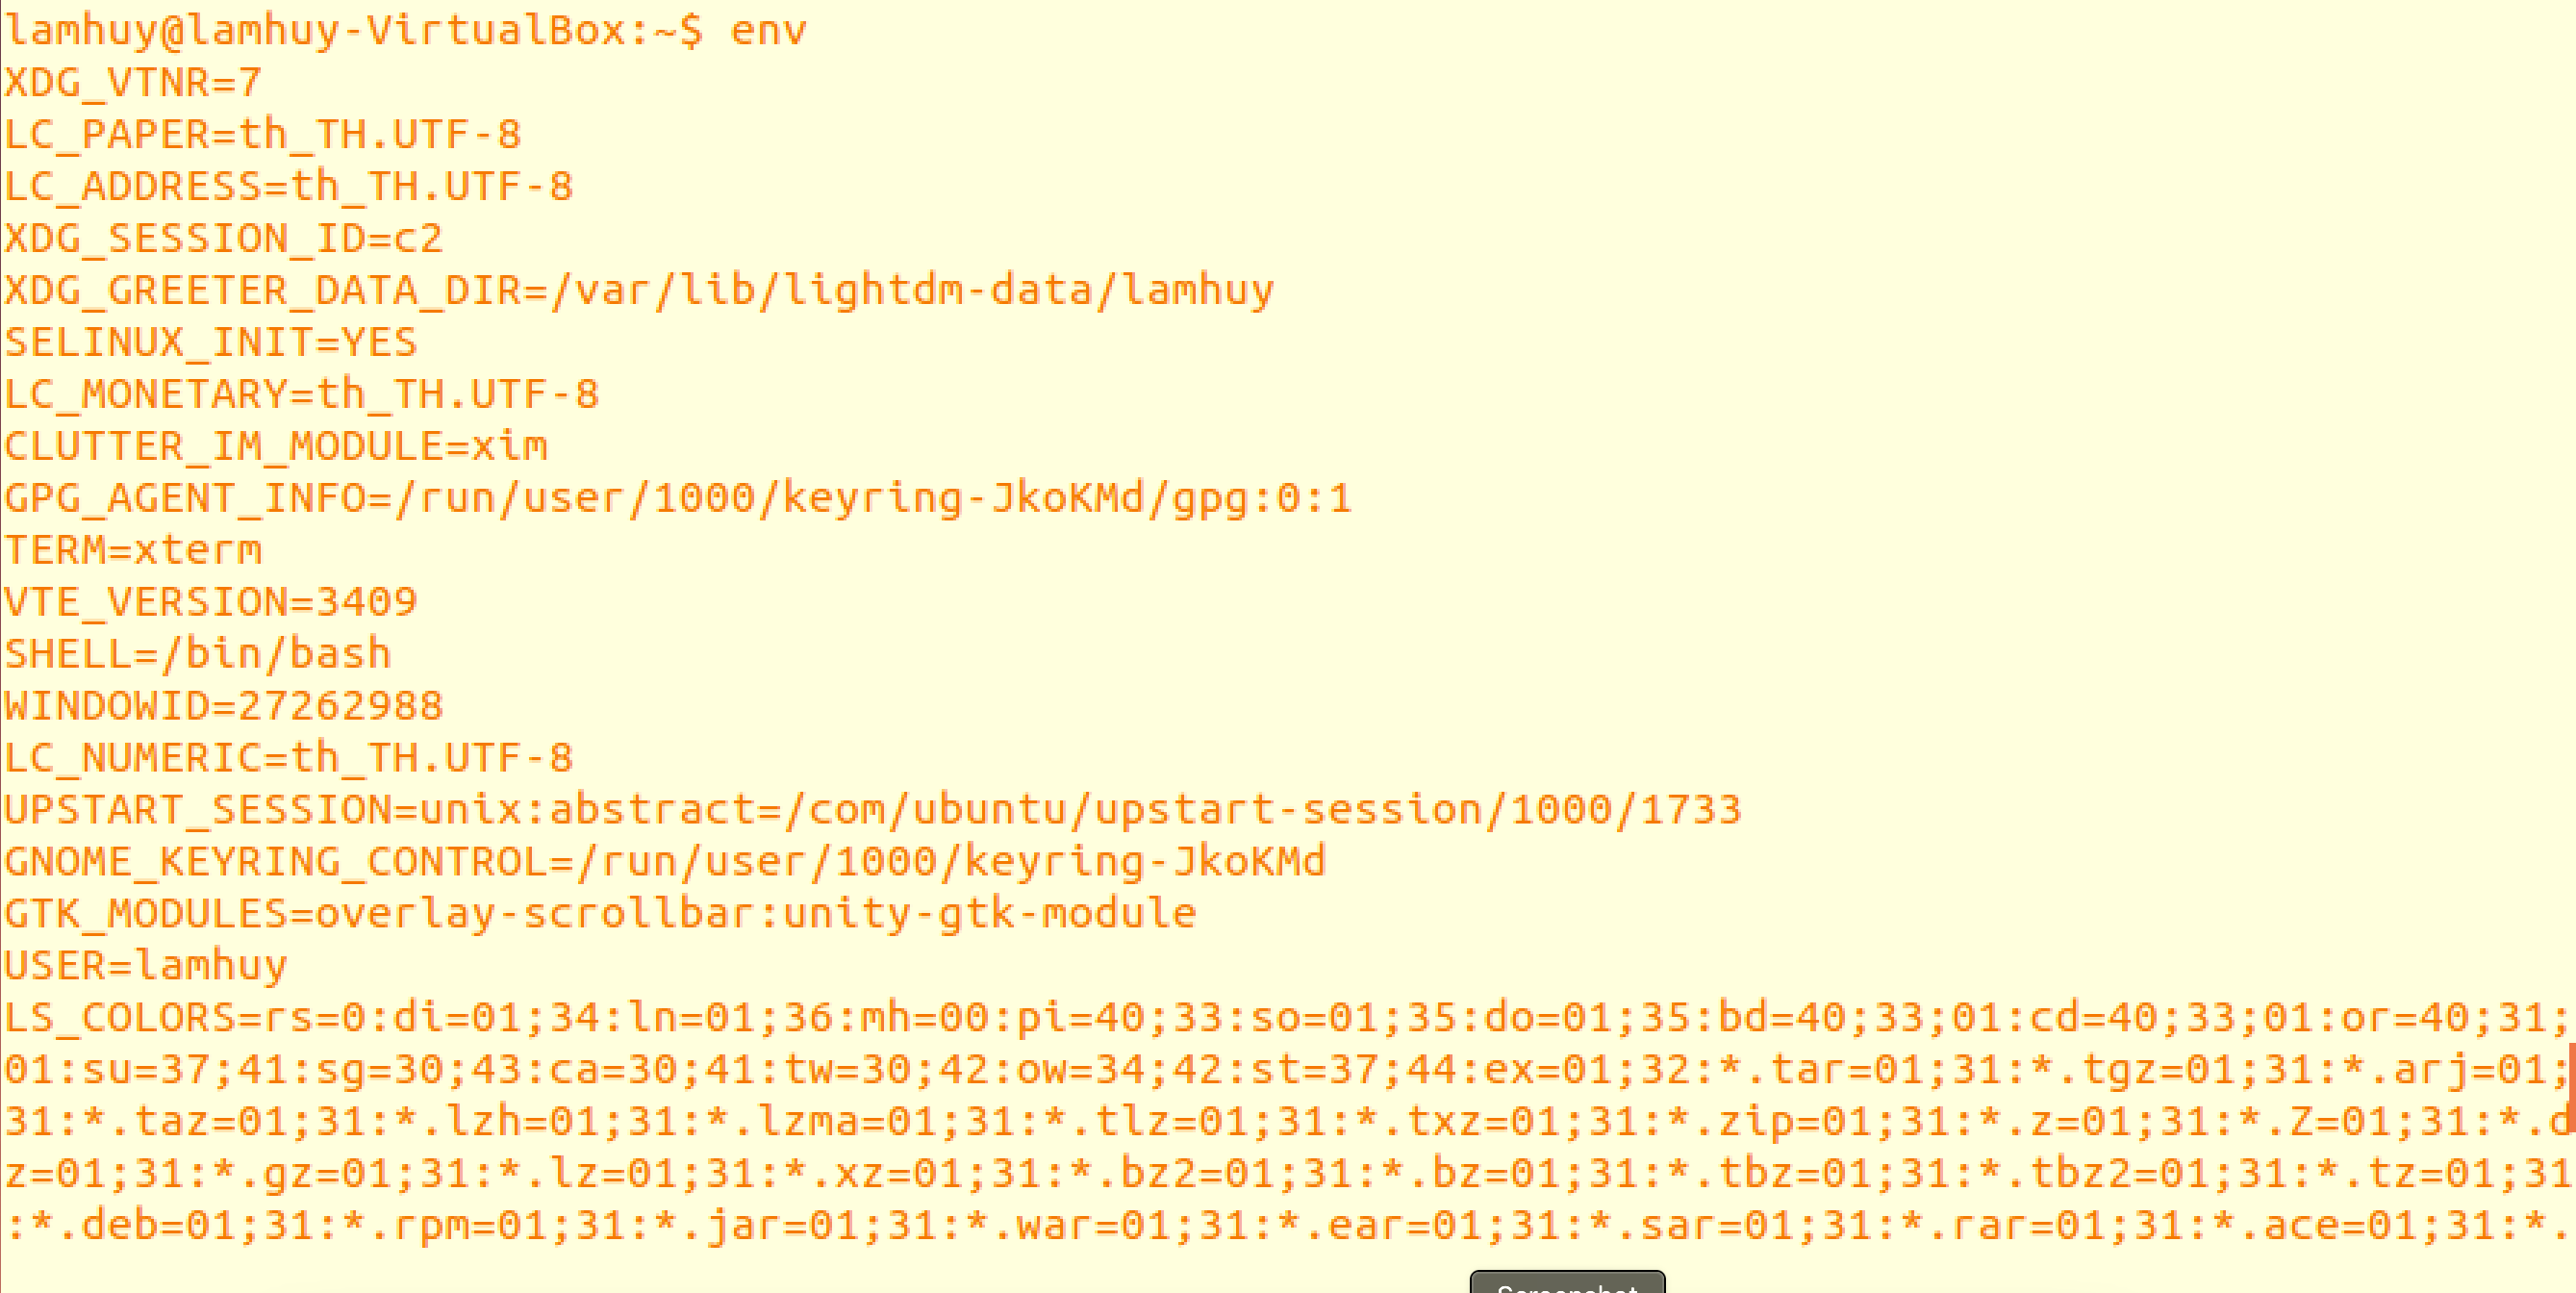 lamhuy@lamhuy-VirtualBox:~$ env
XDG_VTNR=7
LC_PAPER=th_TH.UTF-8
LC_ADDRESS=th_TH.UTF-8
XDG_SESSION_ID=c2
XDG_GREETER_DATA_DIR=/var/lib/lightdm-data/lamhuy
SELINUX_INIT=YES
LC_MONETARY=th_TH.UTF-8
CLUTTER_IM_MODULE=xim
GPG_AGENT_INFO=/run/user/1000/keyring-JkoKMd/gpg:0:1
TERM=xterm
VTE_VERSION=3409
SHELL=/bin/bash
WINDOWID=27262988
LC_NUMERIC=th_TH.UTF-8
UPSTART_SESSION=unix:abstract=/com/ubuntu/upstart-session/1000/1733
GNOME_KEYRING_CONTROL=/run/user/1000/keyring-JkoKMd
GTK_MODULES=overlay-scrollbar:unity-gtk-module
USER=lamhuy
LS_COLORS=rs=0:di=01;34:ln=01;36:mh=00:pi=40;33:so=01;35:do=01;35:bd=40;33;01:cd=40;33;01:or=40;31;
01:su=37;41:sg=30;43:ca=30;41:tw=30;42:ow=34;42:st=37;44:ex=01;32:*.tar=01;31:*.tgz=01;31:*.arj=01;
31:*.taz=01;31:*.lzh=01;31:*.lzma=01;31:*.tlz=01;31:*.txz=01;31:*.zip=01;31:*.z=01;31:*.Z=01;31:*.d
z=01;31:*.gz=01;31:*.lz=01;31:*.xz=01;31:*.bz2=01;31:*.bz=01;31:*.tbz=01;31:*.tbz2=01;31:*.tz=01;31
:*.deb=01;31:*.rpm=01;31:*.jar=01;31:*.war=01;31:*.ear=01;31:*.sar=01;31:*.rar=01;31:*.ace=01;31:*.
Screenshot